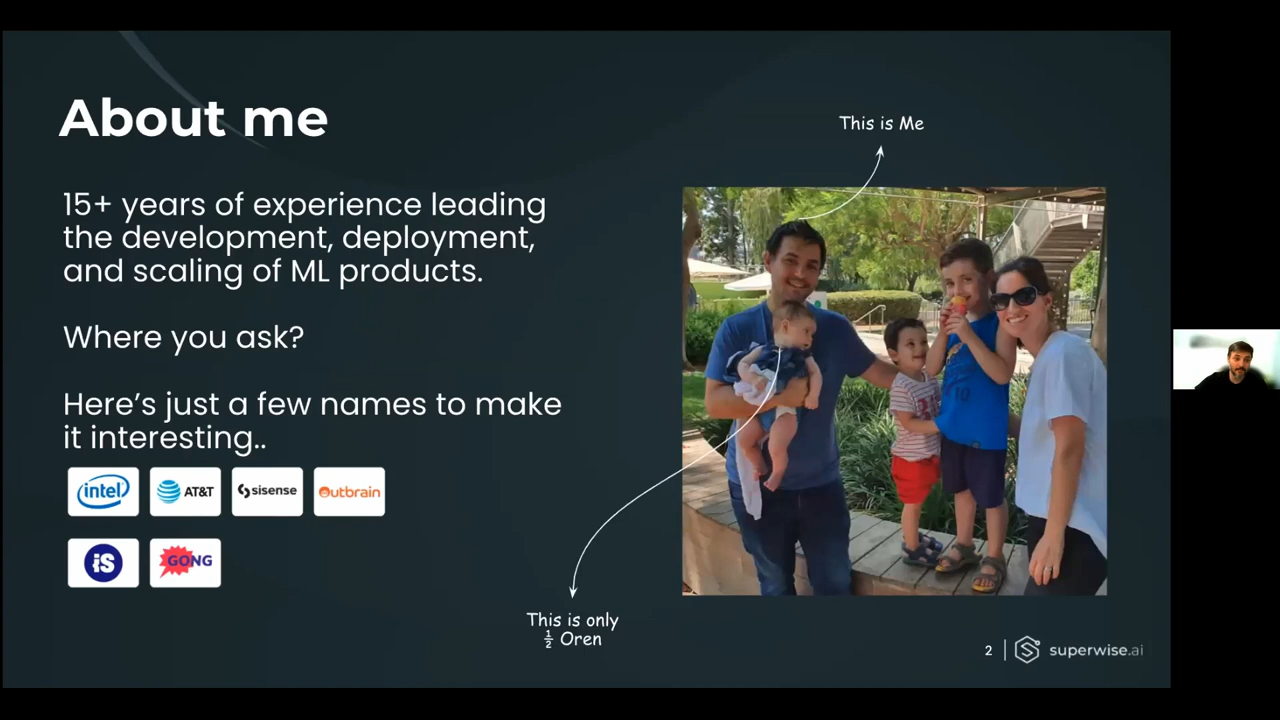 About me
This is Me
15+ years of experience leading
the development, deployment,
and scaling of ML products.
Where you ask?
Here's just a few names to make
it interesting..
intel
AT&T
sisense
Outbrain
iS
GONG
This is only
½ Oren
2
superwise.ai
10